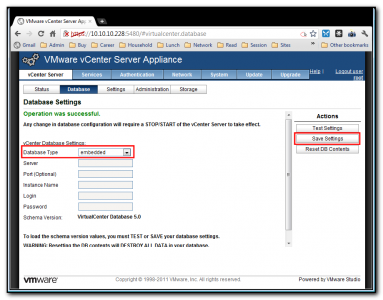 VMware vCenter Server Appl
https://10.10.10.228:5480/#virtualcenter.database
Gmail Admin Buy Career Household Lunch Medical Session Sites » Other bookmarks
VMware vCenter Server Appliance
Help | Logout user root
vCenter Server Services Authentication Network System Update Upgrade
Status Database Settings Administration Storage
Database Settings
Operation was successful.
Any change in database configuration will require a STOP/START of the vCenter Server to take effect.
vCenter Database Settings:
Database Type embedded
Server
Port (Optional)
Instance Name
Login
Password
Schema Version: VirtualCenter Database 5.0
To load the schema version values, you must TEST or SAVE your database settings.
WARNING: Resetting the DB contents will DESTROY ALL DATA in your database.
Actions
Test Settings
Save Settings
Reset DB Contents
vmware
Copyright © 1998-2011 VMware, Inc. All rights reserved.
Powered by VMware Studio